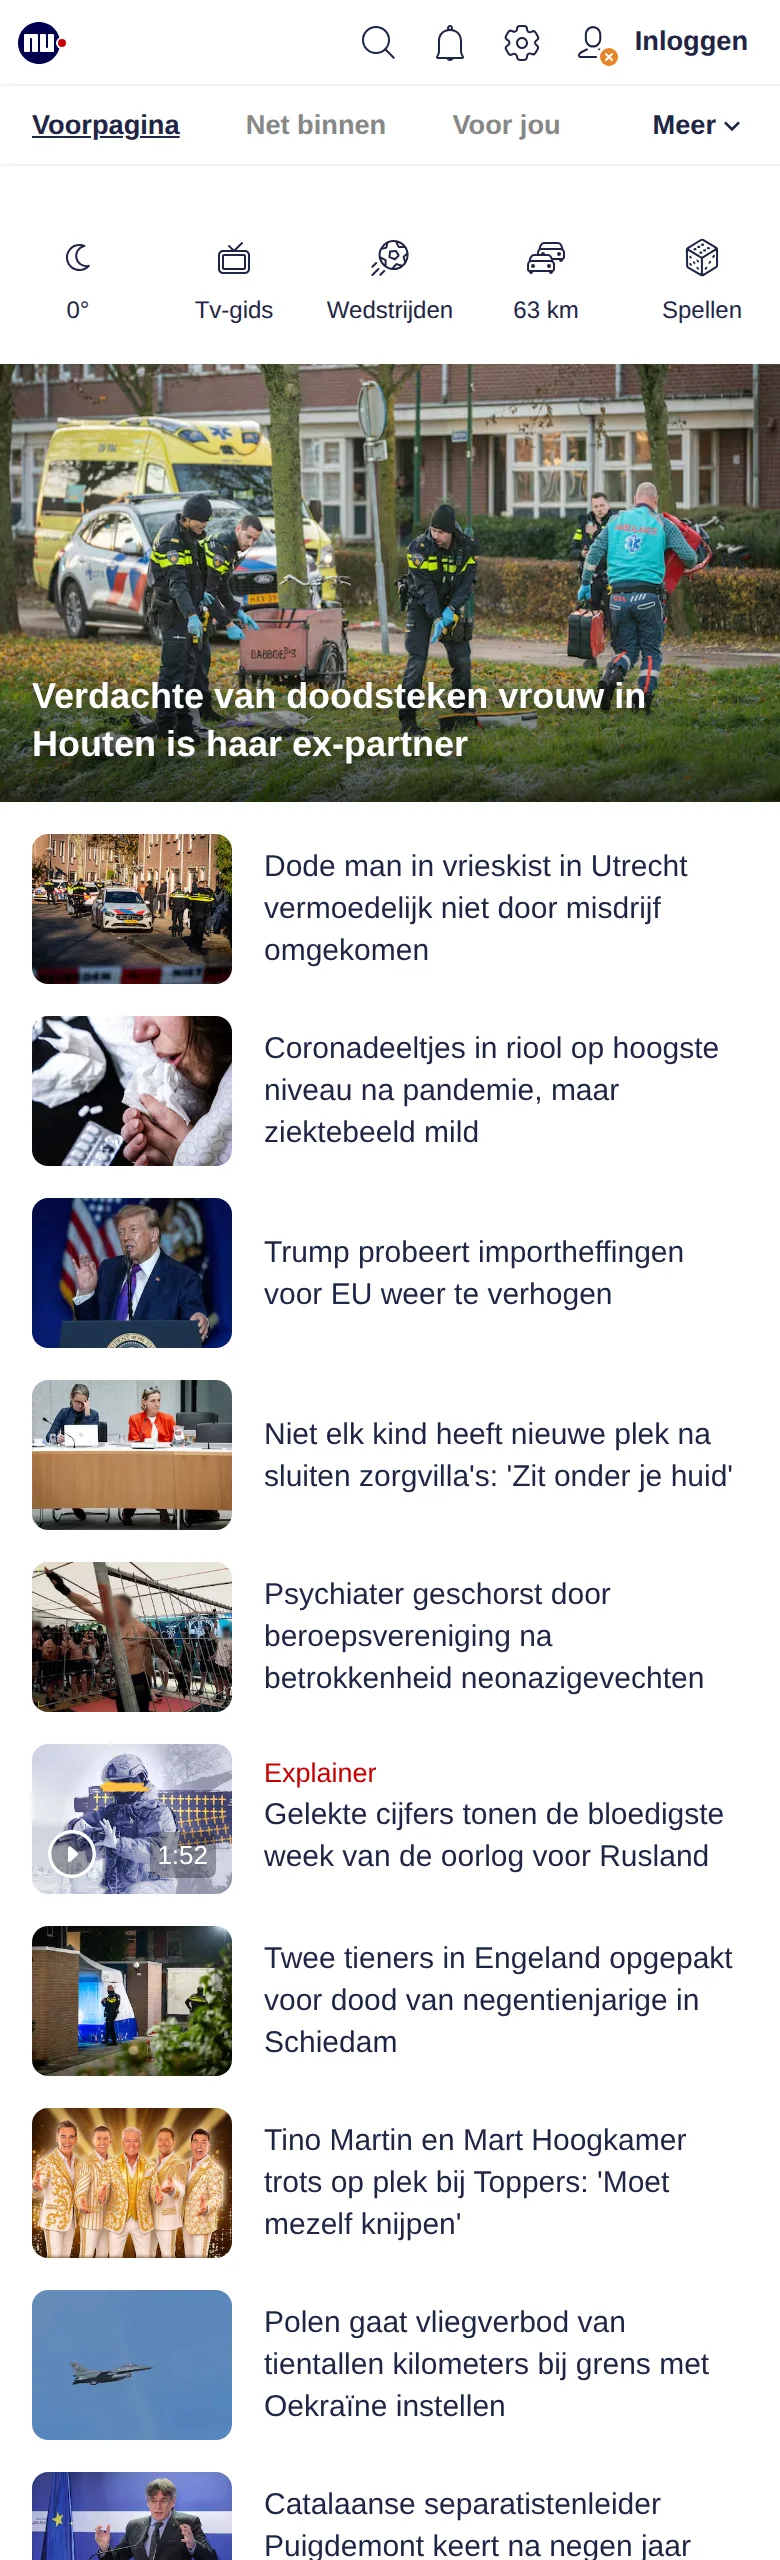 nu
Inloggen
Voorpagina
Net binnen
Voor jou
Meer
0°
Tv-gids
Wedstrijden
63 km
Spellen
BABBOE BIG
AMBULANCE
Verdachte van doodsteken vrouw in
Houten is haar ex-partner
Dode man in vrieskist in Utrecht
vermoedelijk niet door misdrijf
omgekomen
Coronadeeltjes in riool op hoogste
niveau na pandemie, maar
ziektebeeld mild
Trump probeert importheffingen
voor EU weer te verhogen
Niet elk kind heeft nieuwe plek na
sluiten zorgvilla's: 'Zit onder je huid'
Psychiater geschorst door
beroepsvereniging na
betrokkenheid neonazigevechten
Explainer
Gelekte cijfers tonen de bloedigste
week van de oorlog voor Rusland
1:52
Twee tieners in Engeland opgepakt
voor dood van negentienjarige in
Schiedam
Tino Martin en Mart Hoogkamer
trots op plek bij Toppers: 'Moet
mezelf knijpen'
Polen gaat vliegverbod van
tientallen kilometers bij grens met
Oekraïne instellen
Catalaanse separatistenleider
Puigdemont keert na negen jaar